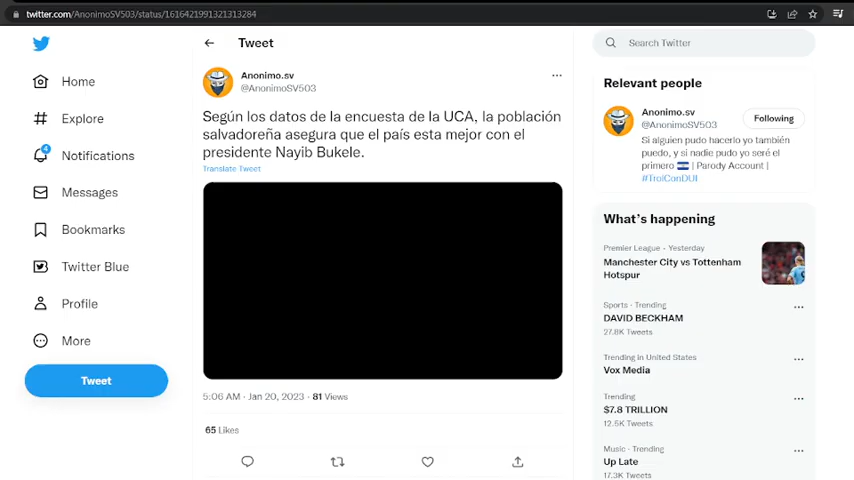 twitter.com/AnonimoSV503/status/1616421991321313284
Tweet
Search Twitter
Home
Explore
4
Notifications
Messages
Bookmarks
Twitter Blue
Profile
More
Tweet
Anonimo.sv
@AnonimoSV503
Según los datos de la encuesta de la UCA, la población
salvadoreña asegura que el país esta mejor con el
presidente Nayib Bukele.
Translate Tweet
5:06 AM · Jan 20, 2023 · 81 Views
65 Likes
Relevant people
Anonimo.sv
@AnonimoSV503
Following
Si alguien pudo hacerlo yo también
puedo, y si nadie pudo yo seré el
primero | Parody Account |
#TrolConDUI
What's happening
Premier League · Yesterday
Manchester City vs Tottenham
Hotspur
Sports · Trending
DAVID BECKHAM
27.8K Tweets
Trending in United States
Vox Media
Trending
$7.8 TRILLION
12.5K Tweets
Music · Trending
Up Late
17.3K Tweets